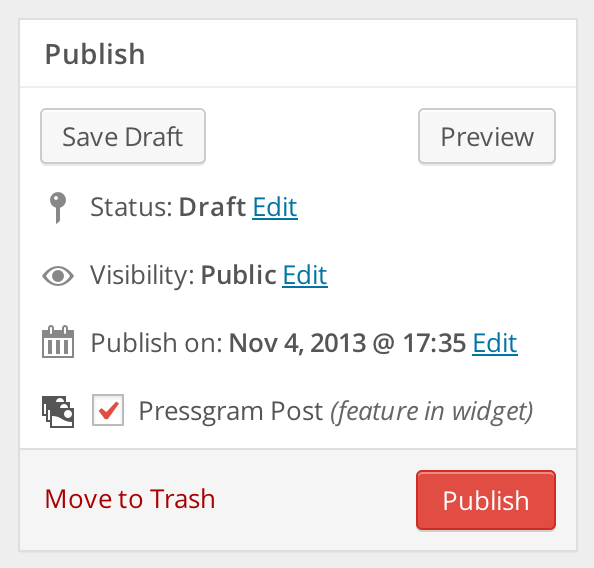 Publish
Save Draft Preview
Status: Draft Edit
Visibility: Public Edit
Publish on: Nov 4, 2013 @ 17:35 Edit
Pressgram Post (feature in widget)
Move to Trash Publish